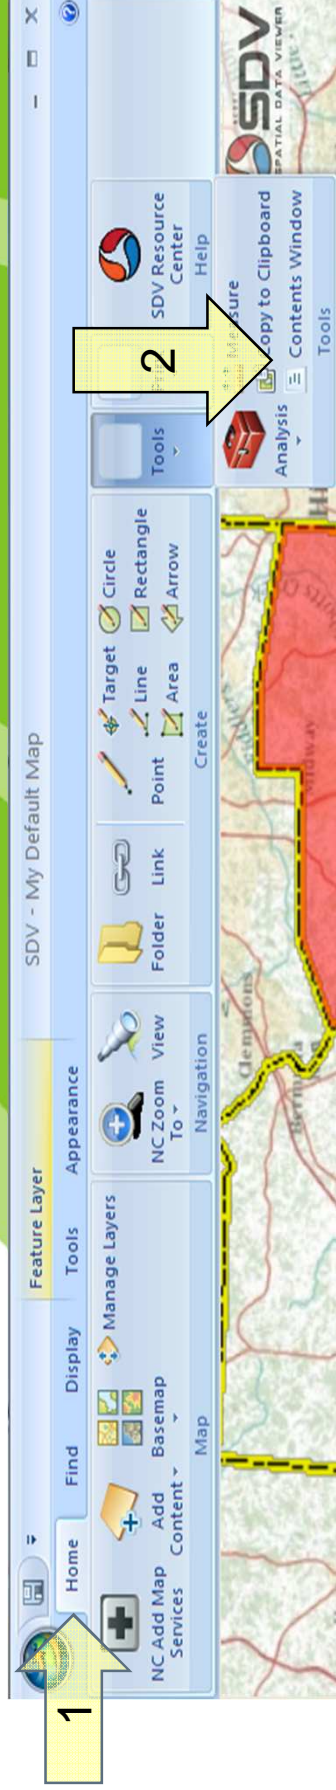 SDV - My Default Map
Feature Layer
Home
Find
Display
Tools
Appearance
1
NC Add Map
Services
Add
Content
Basemap
Manage Layers
Map
NC Zoom
To
View
Navigation
Folder
Link
Point
Target
Line
Area
Circle
Rectangle
Arrow
Create
Tools
2
SDV Resource
Center
Help
Analysis
Measure
Copy to Clipboard
Contents Window
Tools
SDV
SPATIAL DATA VIEWER
Clemmons
Midway